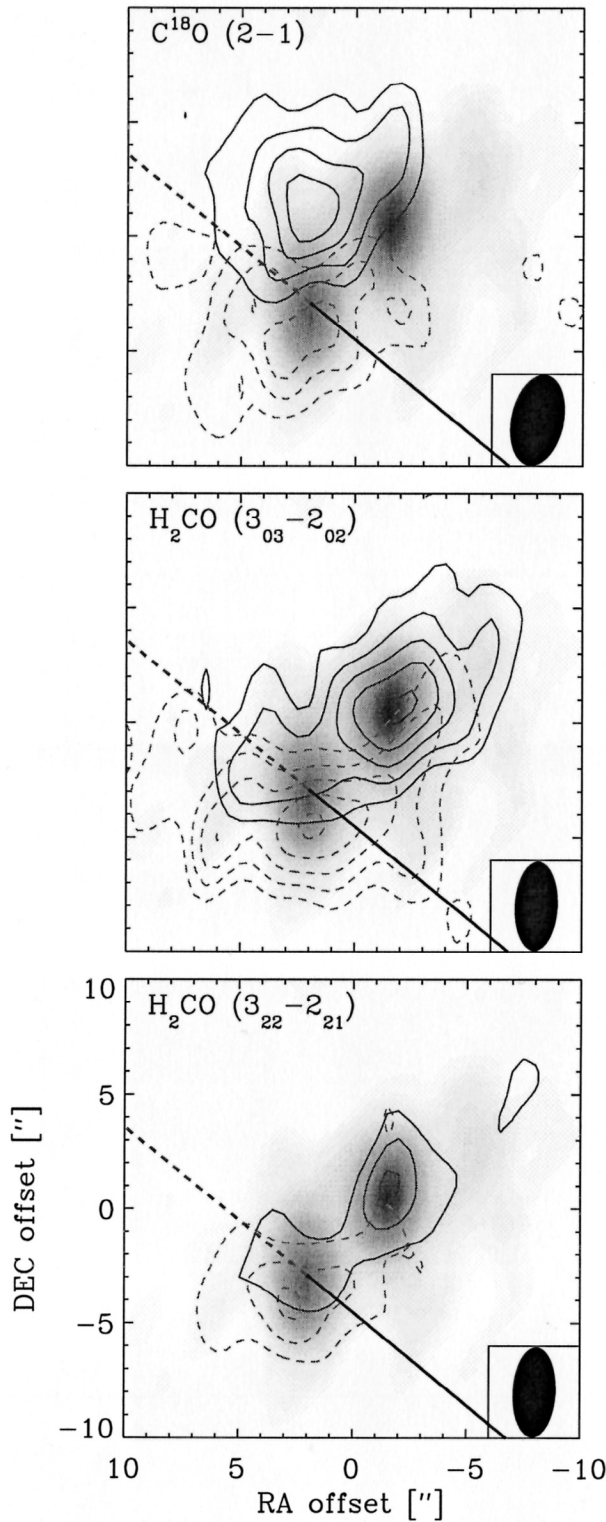 C¹⁸O (2−1)
H₂CO (3₀₃−2₀₂)
H₂CO (3₂₂−2₂₁)
10
5
0
−5
−10
DEC offset ["]
10 5 0 −5 −10
RA offset ["]